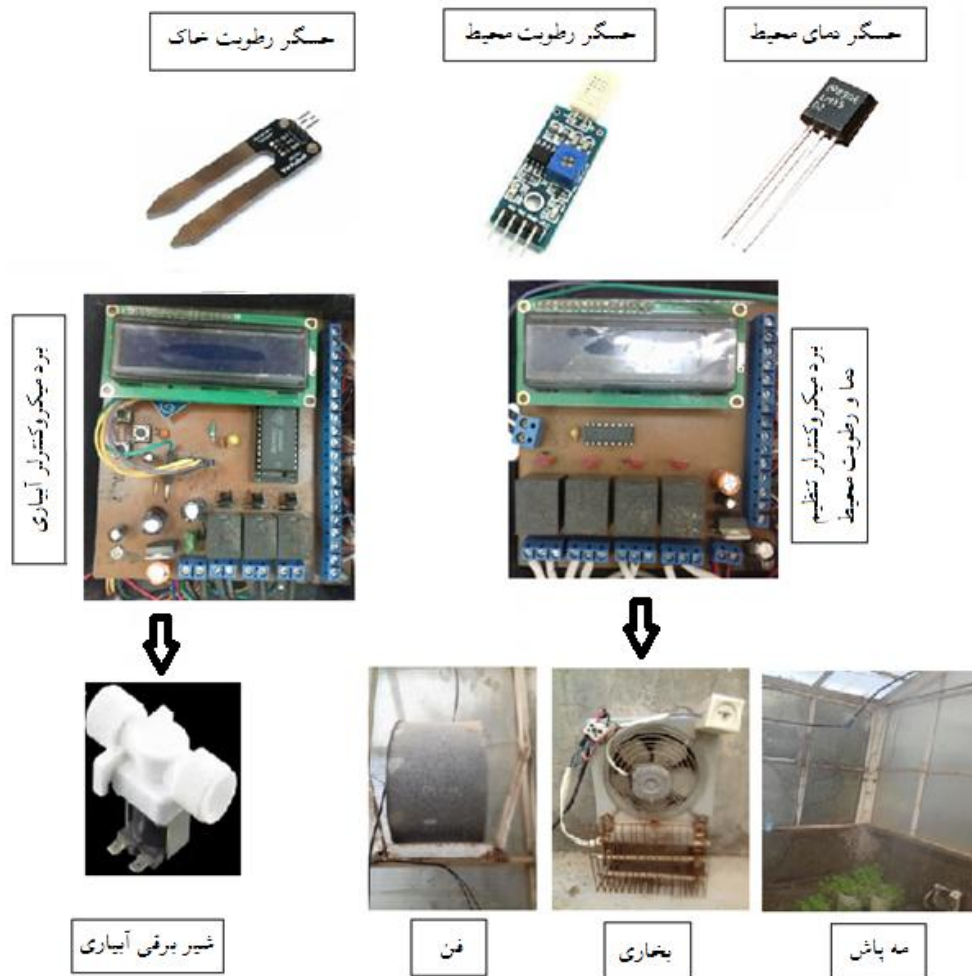 حسگر دمای محیط
حسگر رطوبت محیط
حسگر رطوبت خاک
برد میکروکنترلر تنظیم
دما و رطوبت محیط
برد میکروکنترلر آبیاری
مه پاش
بخاری
فن
شیر برقی آبیاری